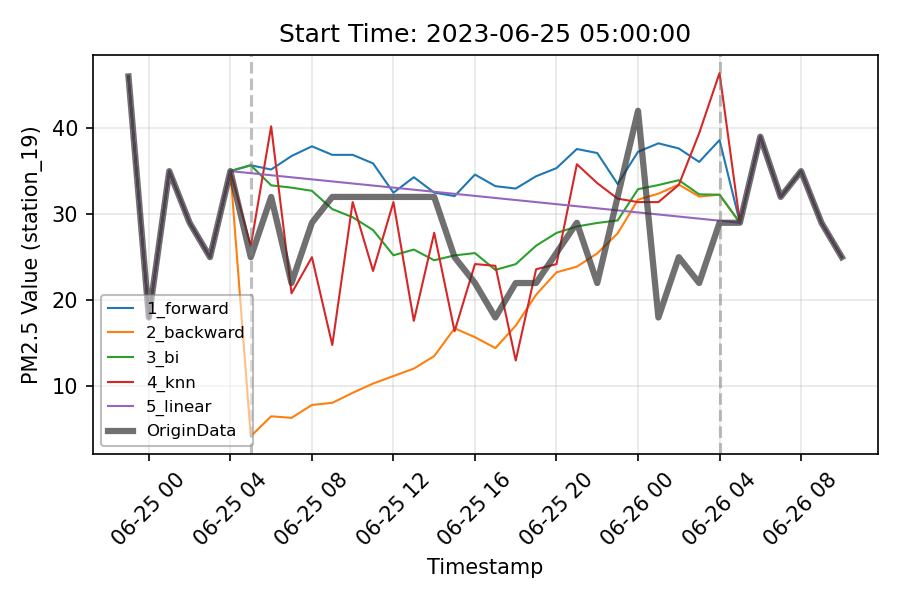 Start Time: 2023-06-25 05:00:00
PM2.5 Value (station_19)
40
30
20
10
1_forward
2_backward
3_bi
4_knn
5_linear
OriginData
06-25 00
06-25 04
06-25 08
06-25 12
06-25 16
06-25 20
06-26 00
06-26 04
06-26 08
Timestamp